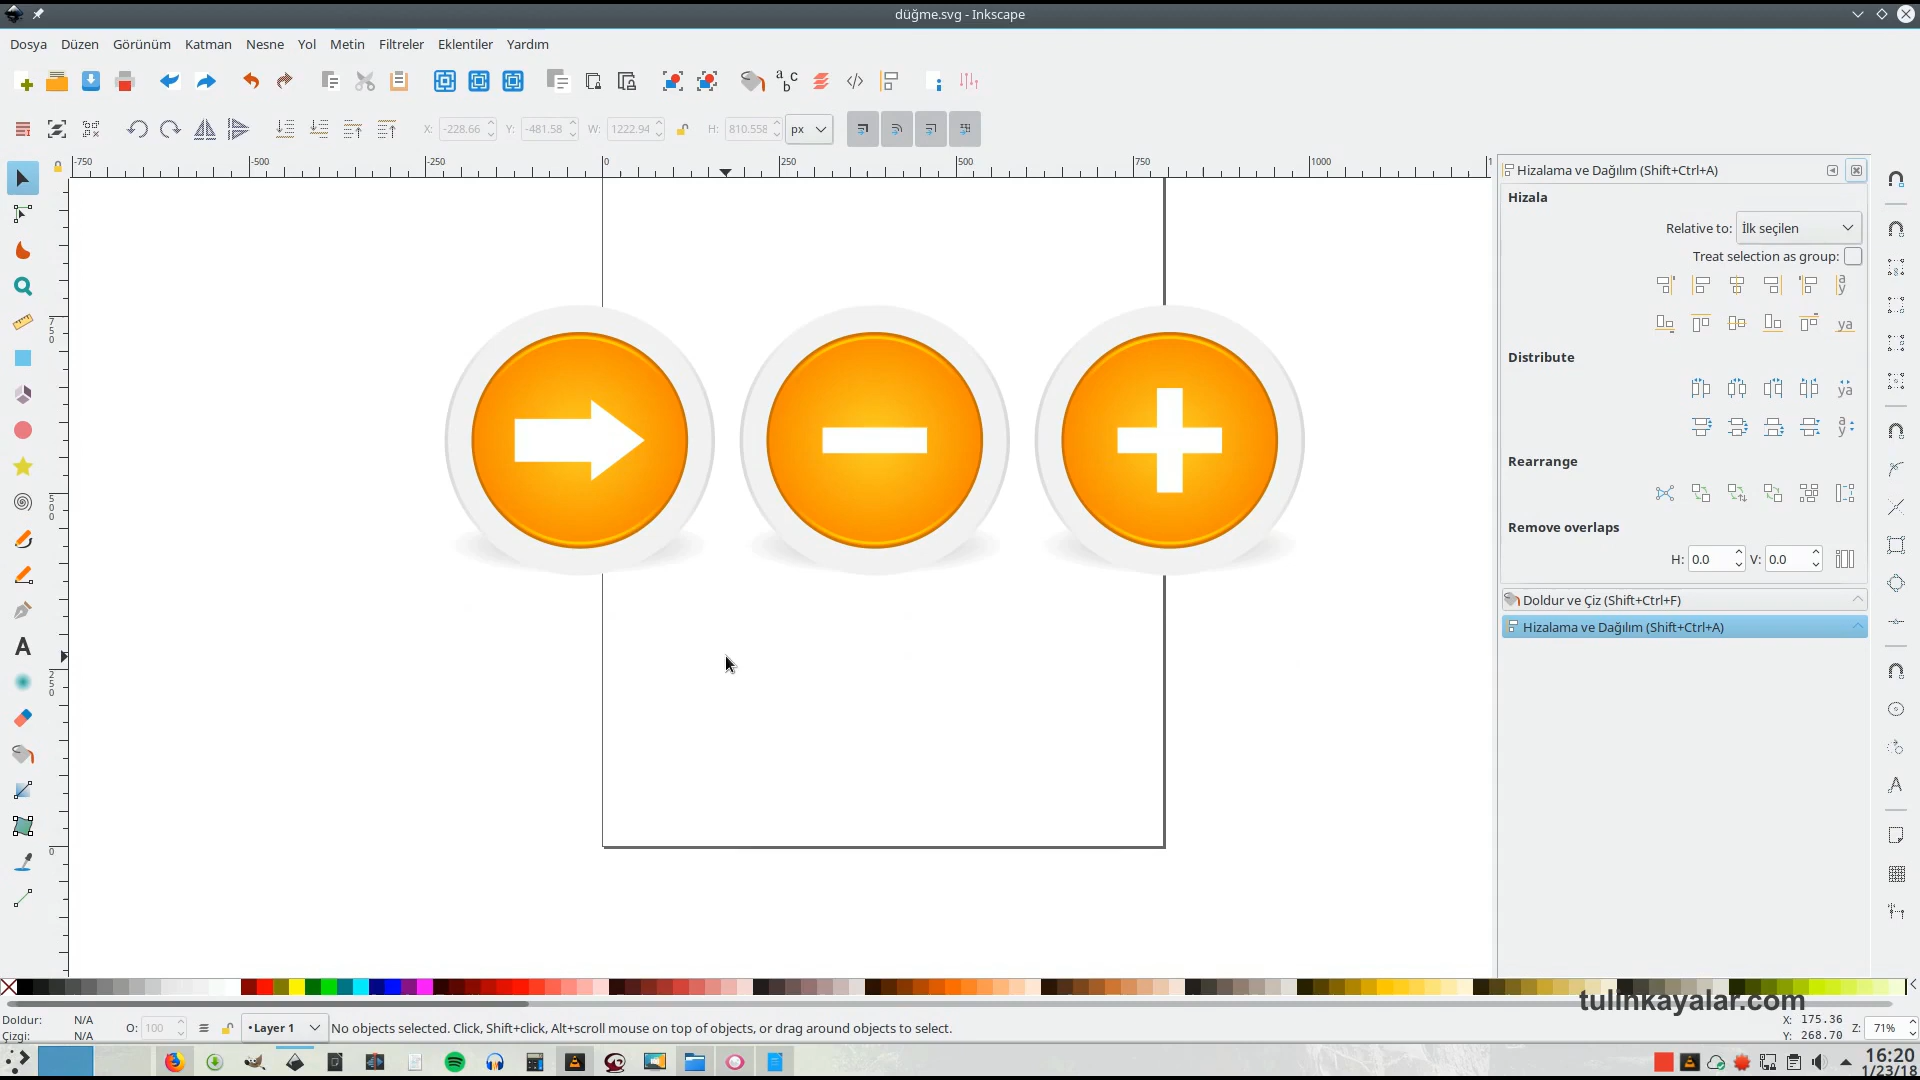 düğme.svg - Inkscape
Dosya Düzen Görünüm Katman Nesne Yol Metin Filtreler Eklentiler Yardım
X: -228.66 Y: -481.58 W: 1222.94 H: 810.558 px
-750 -500 -250 0 250 500 750 1000
Hizalama ve Dağılım (Shift+Ctrl+A)
Hizala
Relative to: İlk seçilen
Treat selection as group:
Distribute
Rearrange
Remove overlaps
H: 0.0 V: 0.0
Doldur ve Çiz (Shift+Ctrl+F)
Hizalama ve Dağılım (Shift+Ctrl+A)
750
500
250
0
tulinkayalar.com
Doldur: N/A
Çizgi: N/A
O: 100
•Layer 1
No objects selected. Click, Shift+click, Alt+scroll mouse on top of objects, or drag around objects to select.
X: 175.36
Y: 268.70
Z: 71%
16:20
1/23/18